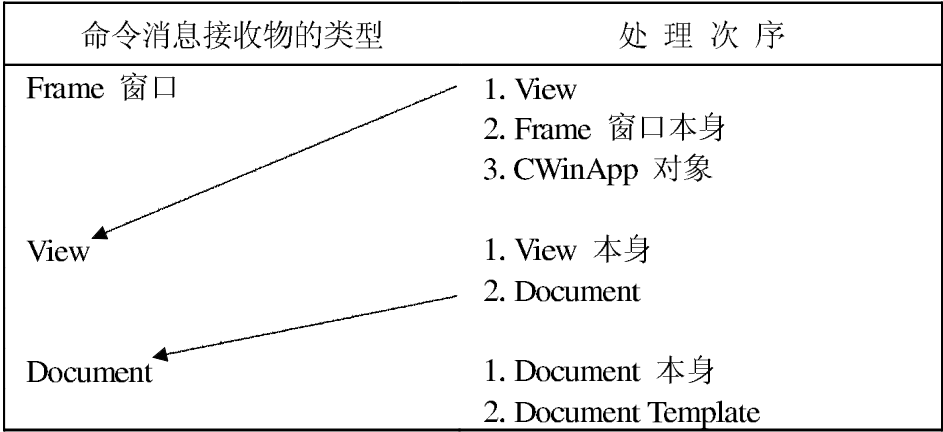 命令消息接收物的类型 处 理 次 序
Frame 窗口 1. View
2. Frame 窗口本身
3. CWinApp 对象
View 1. View 本身
2. Document
Document 1. Document 本身
2. Document Template